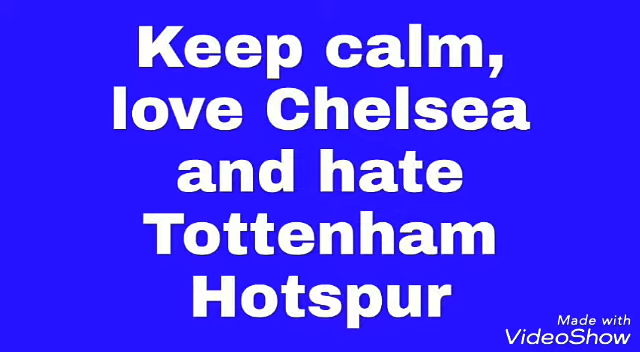 Keep calm,
love Chelsea
and hate
Tottenham
Hotspur
Made with
VideoShow